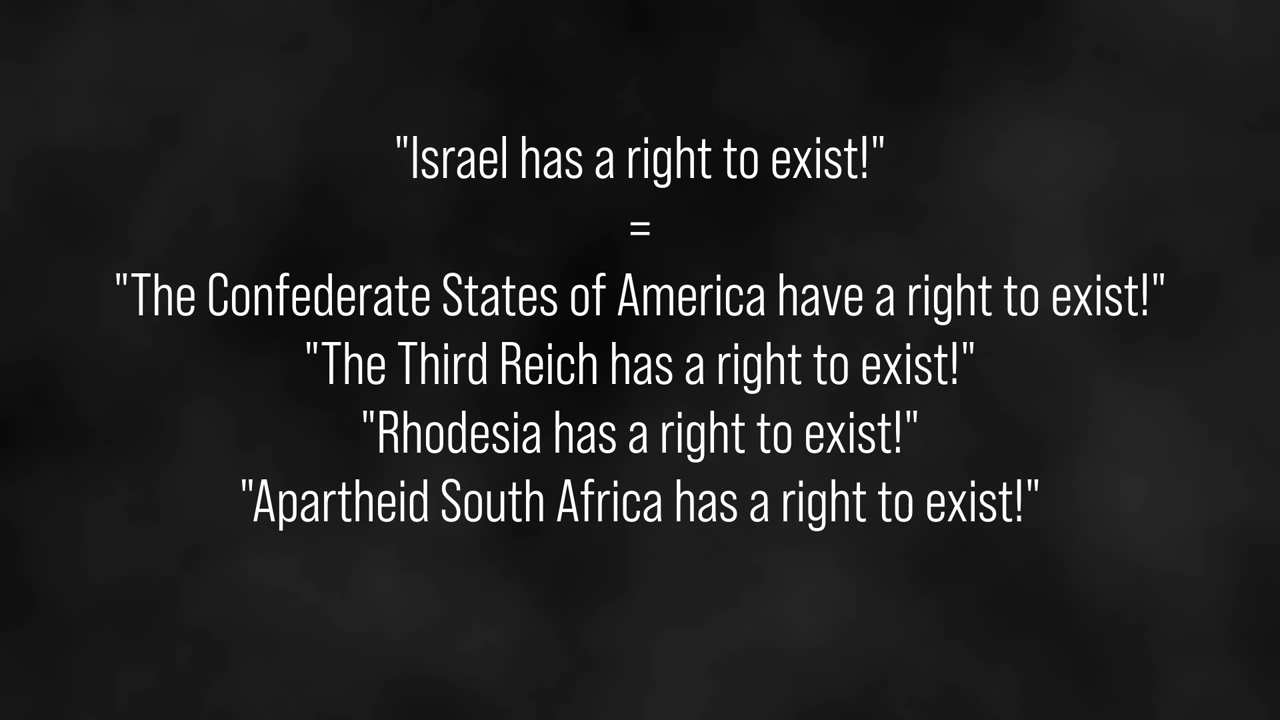 "Israel has a right to exist!"
=
"The Confederate States of America have a right to exist!"
"The Third Reich has a right to exist!"
"Rhodesia has a right to exist!"
"Apartheid South Africa has a right to exist!"